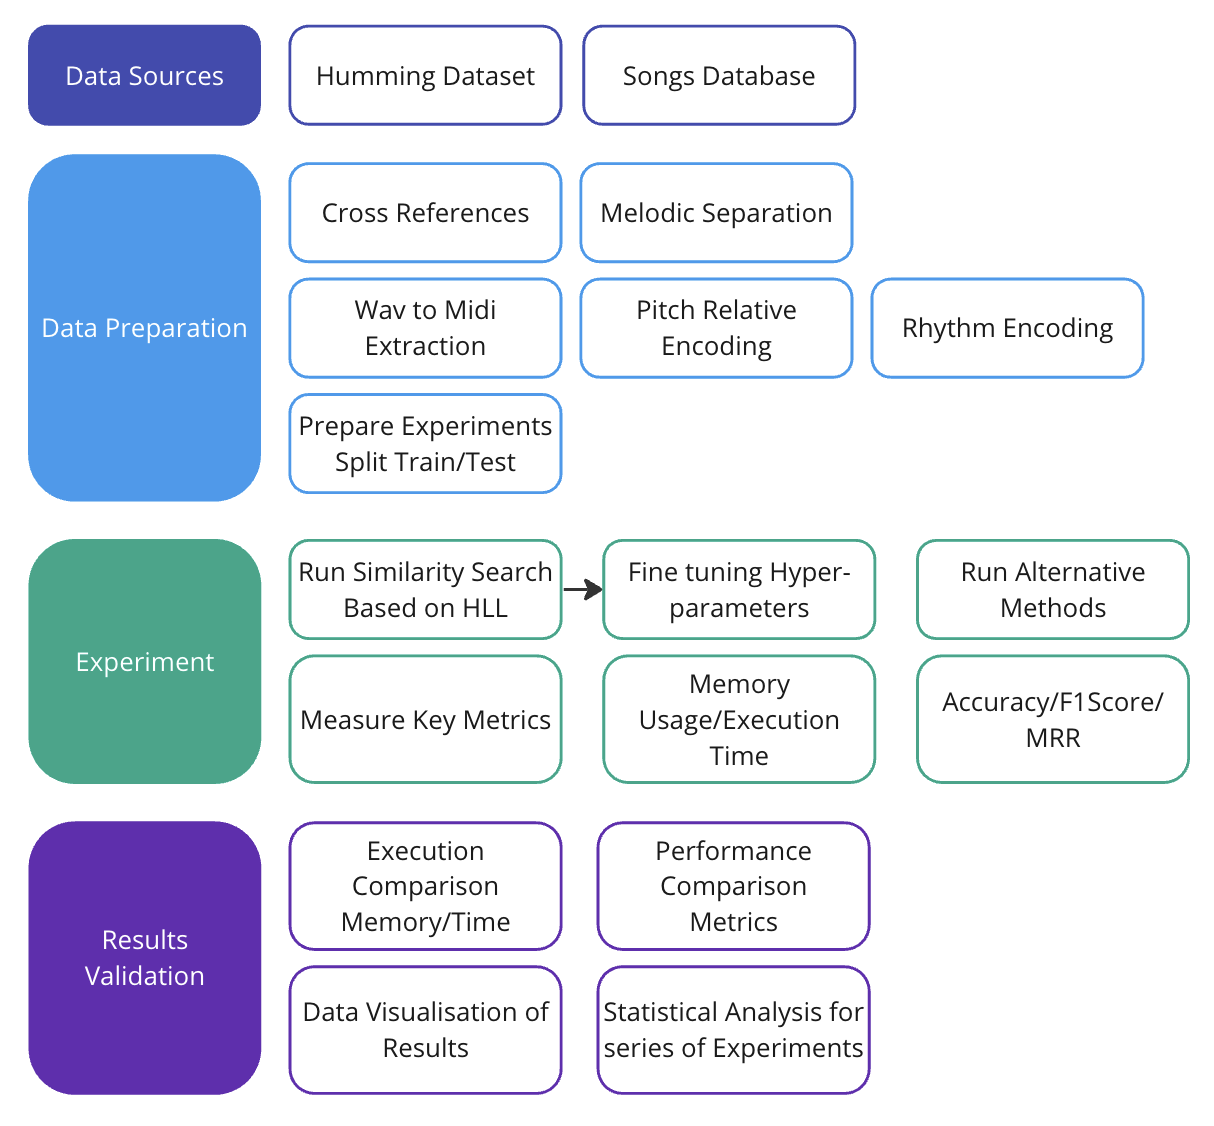 Data Sources
Humming Dataset
Songs Database
Data Preparation
Cross References
Melodic Separation
Wav to Midi
Extraction
Pitch Relative
Encoding
Rhythm Encoding
Prepare Experiments
Split Train/Test
Experiment
Run Similarity Search
Based on HLL
Fine tuning Hyper-
parameters
Run Alternative
Methods
Measure Key Metrics
Memory
Usage/Execution
Time
Accuracy/F1Score/
MRR
Results
Validation
Execution
Comparison
Memory/Time
Performance
Comparison
Metrics
Data Visualisation of
Results
Statistical Analysis for
series of Experiments